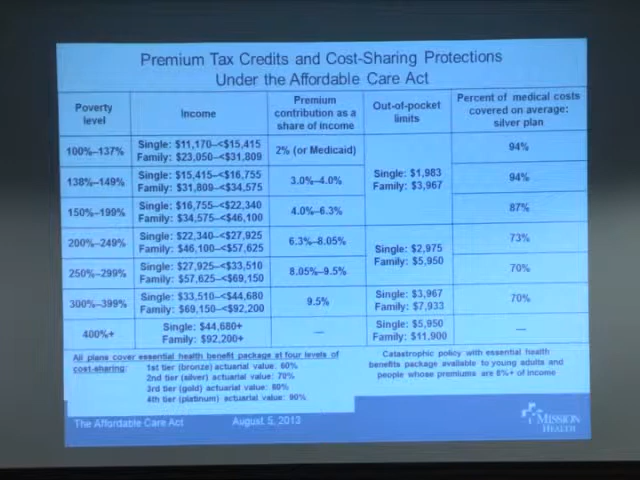 Premium Tax Credits and Cost-Sharing Protections
Under the Affordable Care Act
Poverty level
Income
Premium contribution as a share of income
Out-of-pocket limits
Percent of medical costs covered on average: silver plan
100%–137%
Single: $11,170–<$15,415
Family: $23,050–<$31,809
2% (or Medicaid)
94%
138%–149%
Single: $15,415–<$16,755
Family: $31,809–<$34,575
3.0%–4.0%
Single: $1,983
Family: $3,967
94%
150%–199%
Single: $16,755–<$22,340
Family: $34,575–<$46,100
4.0%–6.3%
87%
200%–249%
Single: $22,340–<$27,925
Family: $46,100–<$57,625
6.3%–8.05%
Single: $2,975
Family: $5,950
73%
250%–299%
Single: $27,925–<$33,510
Family: $57,625–<$69,150
8.05%–9.5%
70%
300%–399%
Single: $33,510–<$44,680
Family: $69,150–<$92,200
9.5%
Single: $3,967
Family: $7,933
70%
400%+
Single: $44,680+
Family: $92,200+
—
Single: $5,950
Family: $11,900
—
All plans cover essential health benefit package at four levels of
cost-sharing:
1st tier (bronze) actuarial value: 60%
2nd tier (silver) actuarial value: 70%
3rd tier (gold) actuarial value: 80%
4th tier (platinum) actuarial value: 90%
Catastrophic policy with essential health
benefits package available to young adults and
people whose premiums are 8%+ of income
The Affordable Care Act
August 5, 2013
MISSION
HEALTH